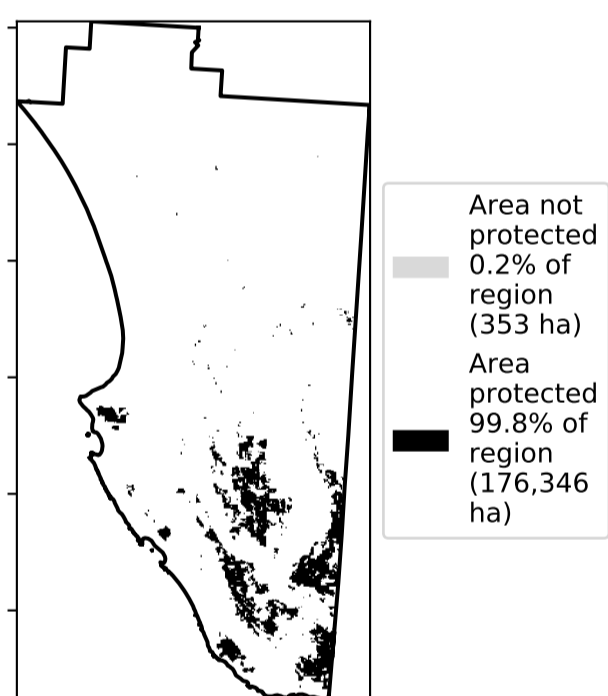 Area not
protected
0.2% of
region
(353 ha)
Area
protected
99.8% of
region
(176,346
ha)